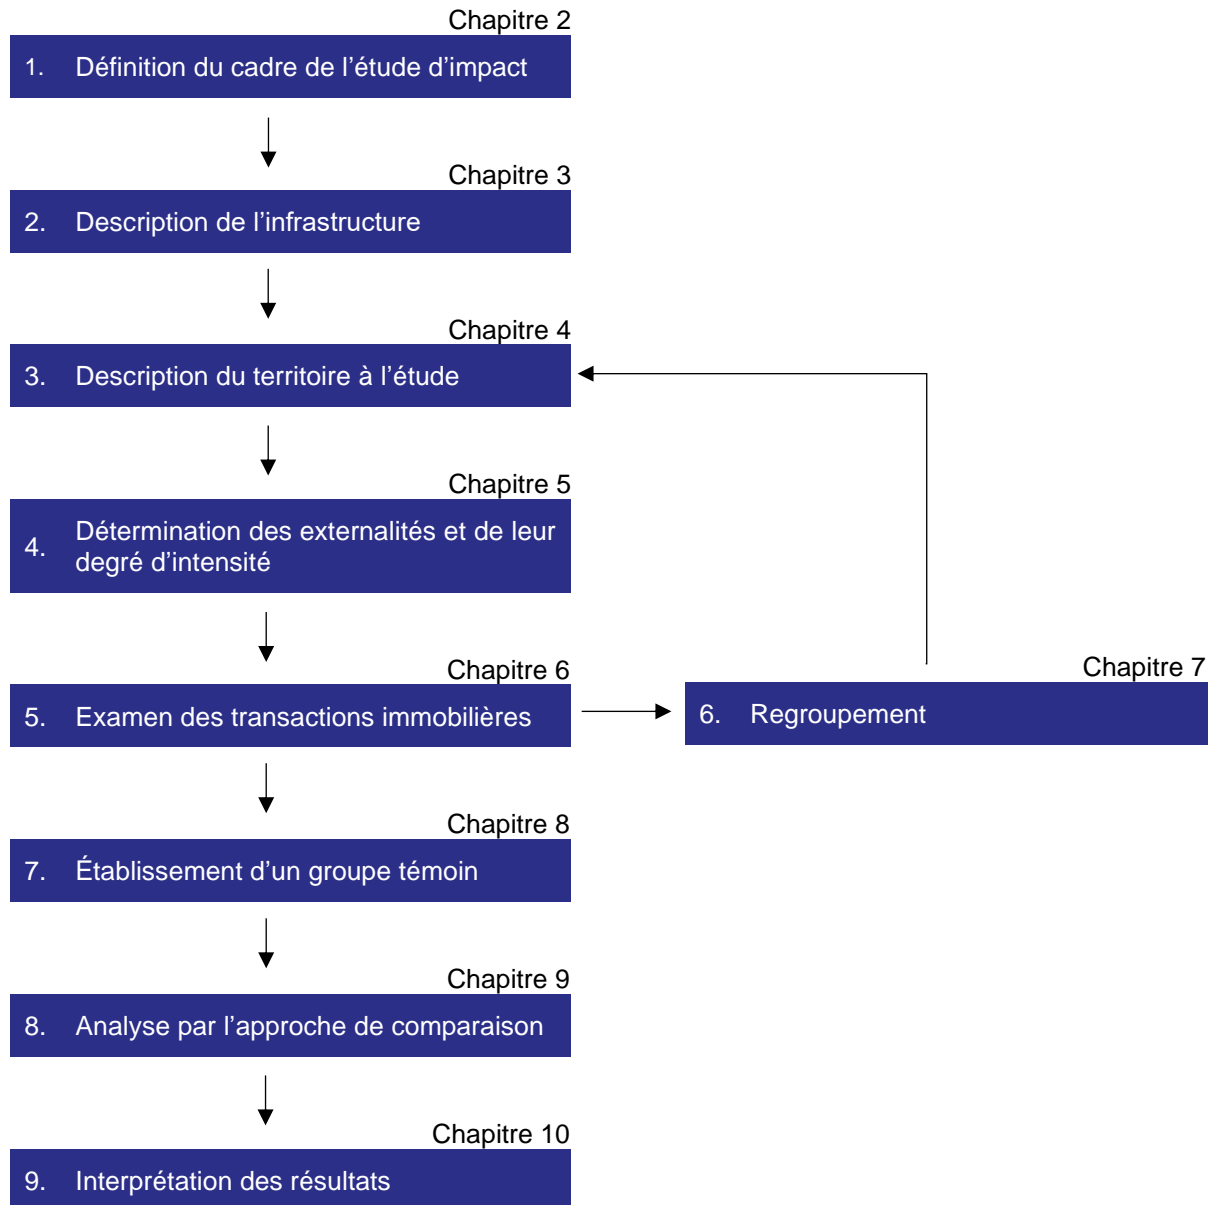 Chapitre 2
1. Définition du cadre de l’étude d’impact
Chapitre 3
2. Description de l’infrastructure
Chapitre 4
3. Description du territoire à l’étude
Chapitre 5
4. Détermination des externalités et de leur
degré d’intensité
Chapitre 6
5. Examen des transactions immobilières
Chapitre 7
6. Regroupement
Chapitre 8
7. Établissement d’un groupe témoin
Chapitre 9
8. Analyse par l’approche de comparaison
Chapitre 10
9. Interprétation des résultats